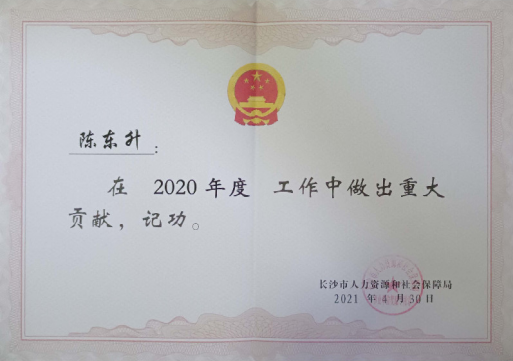 陈东升：
在 2020 年度 工作中做出重大
贡献，记功。
长沙市人力资源和社会保障局
2021 年 4 月 30 日